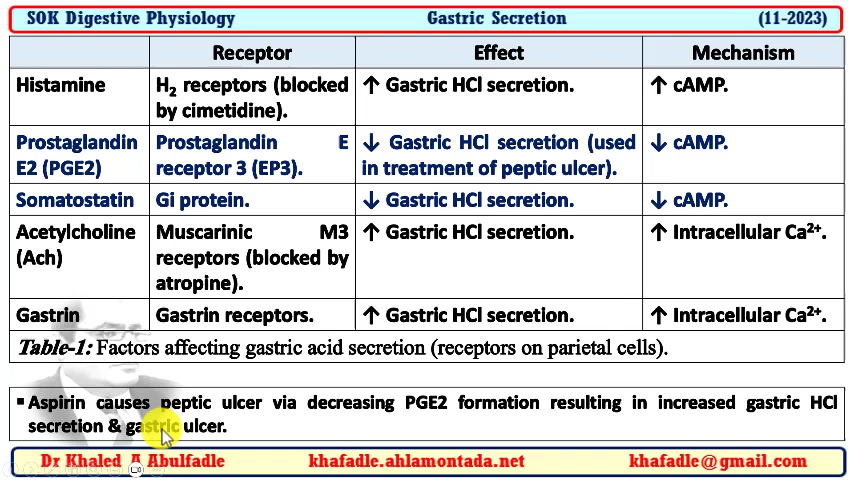 SOK Digestive Physiology Gastric Secretion (11-2023)
Receptor Effect Mechanism
Histamine H₂ receptors (blocked ↑ Gastric HCl secretion. ↑ cAMP.
by cimetidine).
Prostaglandin Prostaglandin E ↓ Gastric HCl secretion (used ↓ cAMP.
E2 (PGE2) receptor 3 (EP3). in treatment of peptic ulcer).
Somatostatin Gi protein. ↓ Gastric HCl secretion. ↓ cAMP.
Acetylcholine Muscarinic M3 ↑ Gastric HCl secretion. ↑ Intracellular Ca²⁺.
(Ach) receptors (blocked by
atropine).
Gastrin Gastrin receptors. ↑ Gastric HCl secretion. ↑ Intracellular Ca²⁺.
Table-1: Factors affecting gastric acid secretion (receptors on parietal cells).
▪ Aspirin causes peptic ulcer via decreasing PGE2 formation resulting in increased gastric HCl
secretion & gastric ulcer.
Dr Khaled A Abulfadle khafadle.ahlamontada.net khafadle@gmail.com